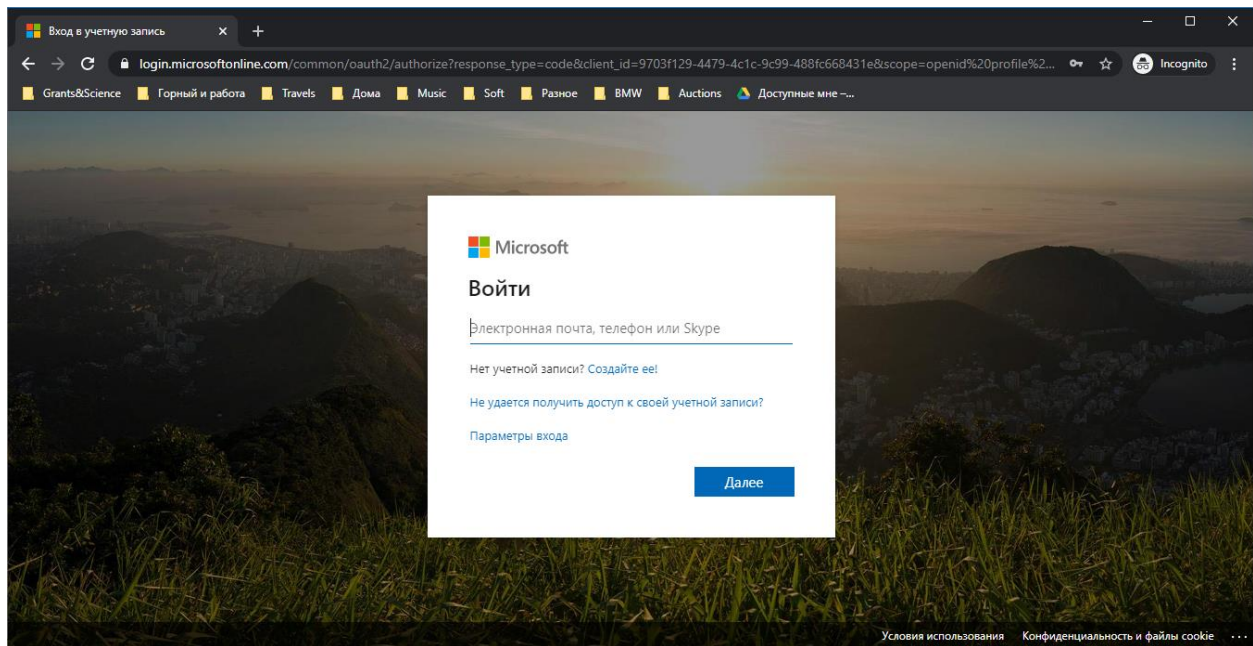 Вход в учетную запись
login.microsoftonline.com/common/oauth2/authorize?response_type=code&client_id=9703f129-4479-4c1c-9c99-488fc668431e&scope=openid%20profile%2...
Incognito
Grants&Science Горный и работа Travels Дома Music Soft Разное BMW Auctions Доступные мне –...
Microsoft
Войти
Электронная почта, телефон или Skype
Нет учетной записи? Создайте ее!
Не удается получить доступ к своей учетной записи?
Параметры входа
Далее
Условия использования Конфиденциальность и файлы cookie ...